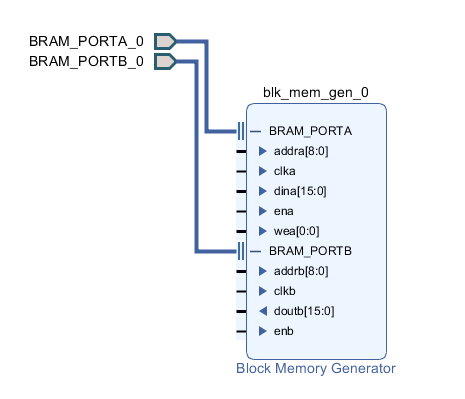 BRAM_PORTA_0
BRAM_PORTB_0
blk_mem_gen_0
BRAM_PORTA
addra[8:0]
clka
dina[15:0]
ena
wea[0:0]
BRAM_PORTB
addrb[8:0]
clkb
doutb[15:0]
enb
Block Memory Generator